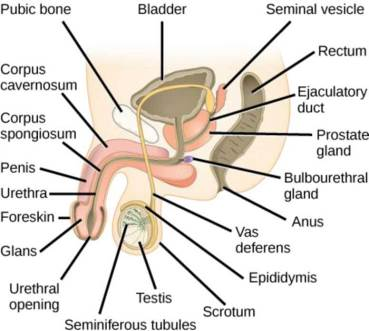 Pubic bone
Bladder
Seminal vesicle
Rectum
Corpus
cavernosum
Ejaculatory
duct
Corpus
spongiosum
Prostate
gland
Penis
Bulbourethral
gland
Urethra
Foreskin
Anus
Vas
deferens
Glans
Epididymis
Urethral
opening
Testis
Scrotum
Seminiferous tubules